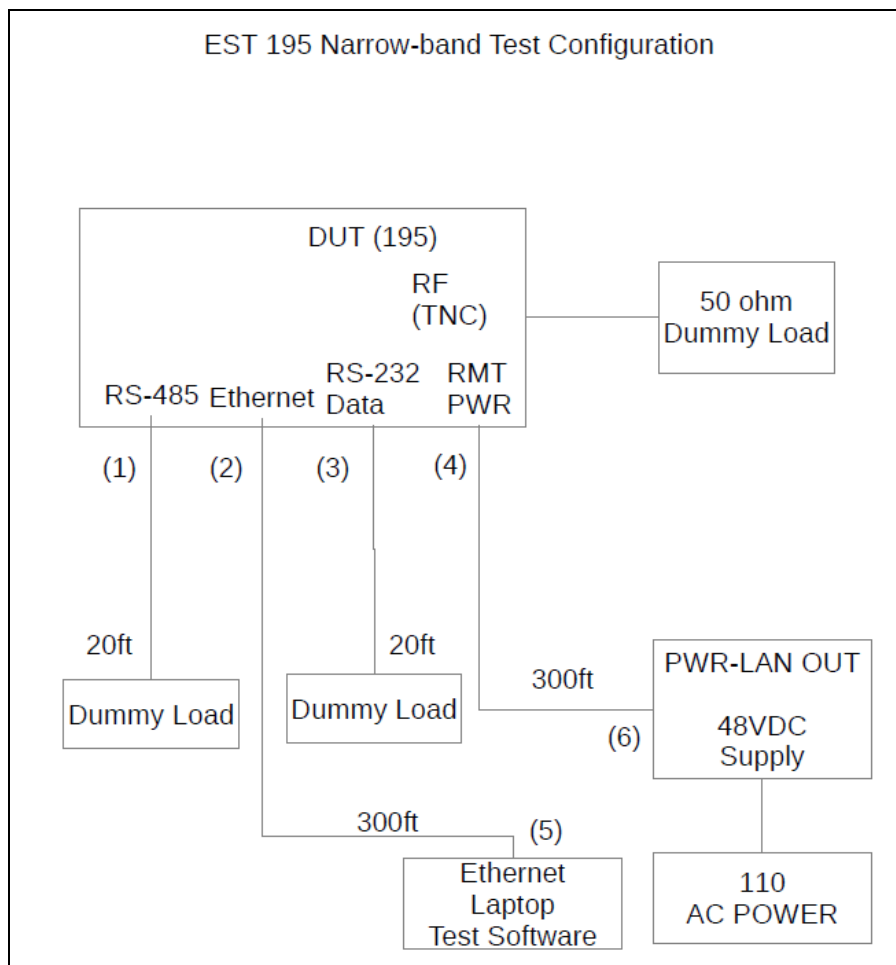 EST 195 Narrow-band Test Configuration
DUT (195)
RF
(TNC)
50 ohm
Dummy Load
RS-485
Ethernet
RS-232
Data
RMT
PWR
(1)
(2)
(3)
(4)
20ft
Dummy Load
20ft
Dummy Load
300ft
(6)
PWR-LAN OUT
48VDC
Supply
300ft
(5)
Ethernet
Laptop
Test Software
110
AC POWER